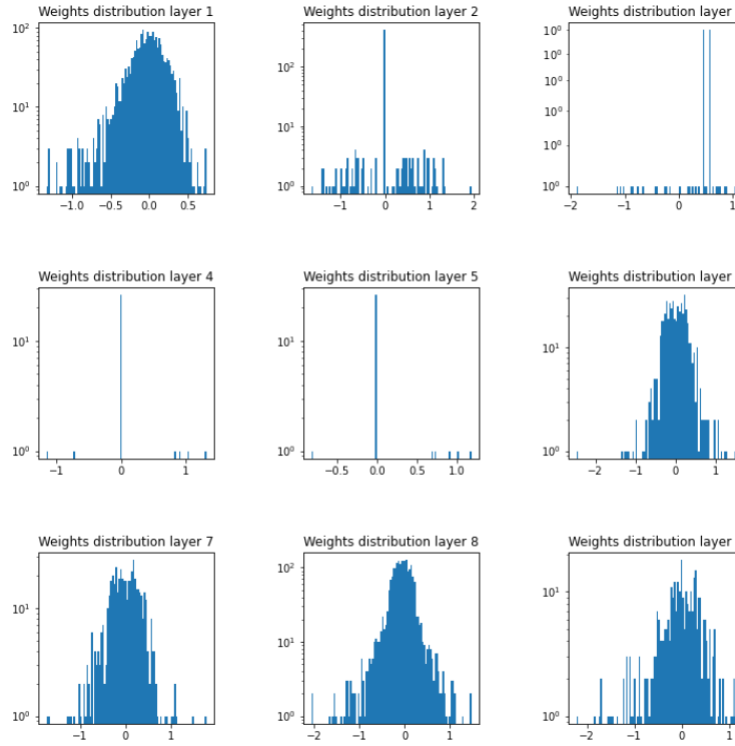 Weights distribution layer 1
Weights distribution layer 2
Weights distribution layer
10²
10¹
10⁰
−1.0 −0.5 0.0 0.5
10²
10¹
10⁰
−1 0 1 2
10⁰
10⁰
10⁰
10⁰
10⁰
−2 −1 0 1
Weights distribution layer 4
Weights distribution layer 5
Weights distribution layer
10¹
10⁰
−1 0 1
10¹
10⁰
−0.5 0.0 0.5 1.0
10¹
10⁰
−2 −1 0 1
Weights distribution layer 7
Weights distribution layer 8
Weights distribution layer
10¹
10⁰
−1 0 1
10²
10¹
10⁰
−2 −1 0 1
10¹
10⁰
−2 −1 0 1